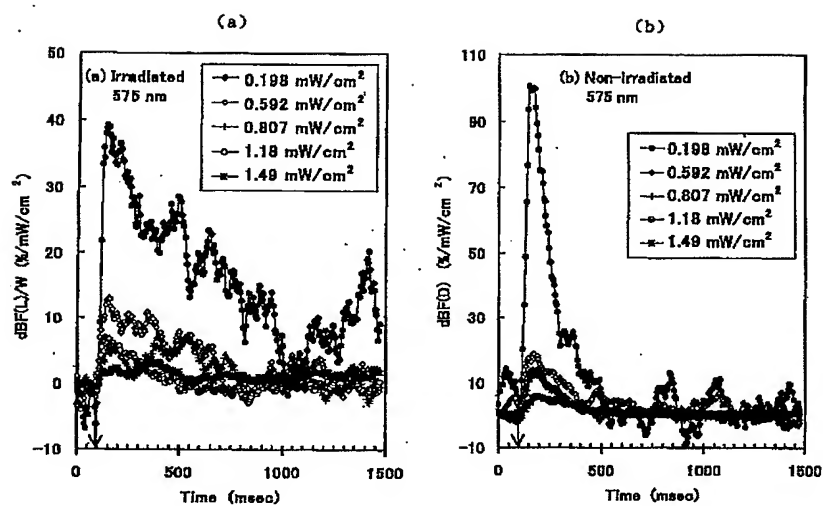 (a)
50
40
30
20
10
0
-10
dBF(L)/W (%/mW/cm 2)
(a) Irradiated
575 nm
0.198 mW/cm2
0.592 mW/cm2
0.807 mW/cm2
1.18 mW/cm2
1.49 mW/cm2
0 500 1000 1500
Time (msec)
(b)
110
90
70
50
30
10
-10
dBF(D) (%/mW/cm 2)
(b) Non-Irradiated
575 nm
0.198 mW/cm2
0.592 mW/cm2
0.807 mW/cm2
1.18 mW/cm2
1.49 mW/cm2
0 500 1000 1500
Time (msec)